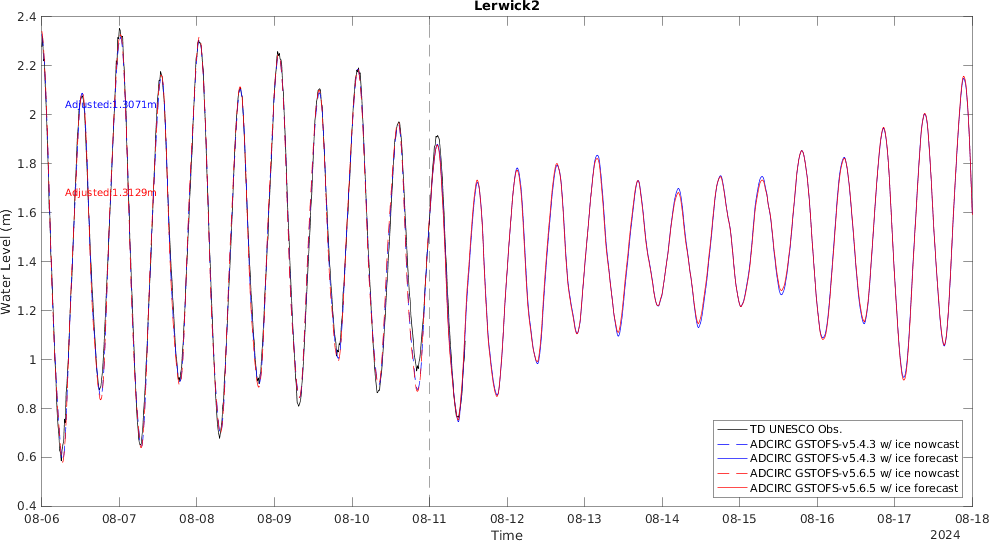 Lerwick2
2.4
2.2
2
1.8
1.6
1.4
1.2
1
0.8
0.6
0.4
Water Level (m)
Adjusted:1.3071m
Adjusted:1.3129m
TD UNESCO Obs.
ADCIRC GSTOFS-v5.4.3 w/ ice nowcast
ADCIRC GSTOFS-v5.4.3 w/ ice forecast
ADCIRC GSTOFS-v5.6.5 w/ ice nowcast
ADCIRC GSTOFS-v5.6.5 w/ ice forecast
08-06 08-07 08-08 08-09 08-10 08-11 08-12 08-13 08-14 08-15 08-16 08-17 08-18
Time
2024